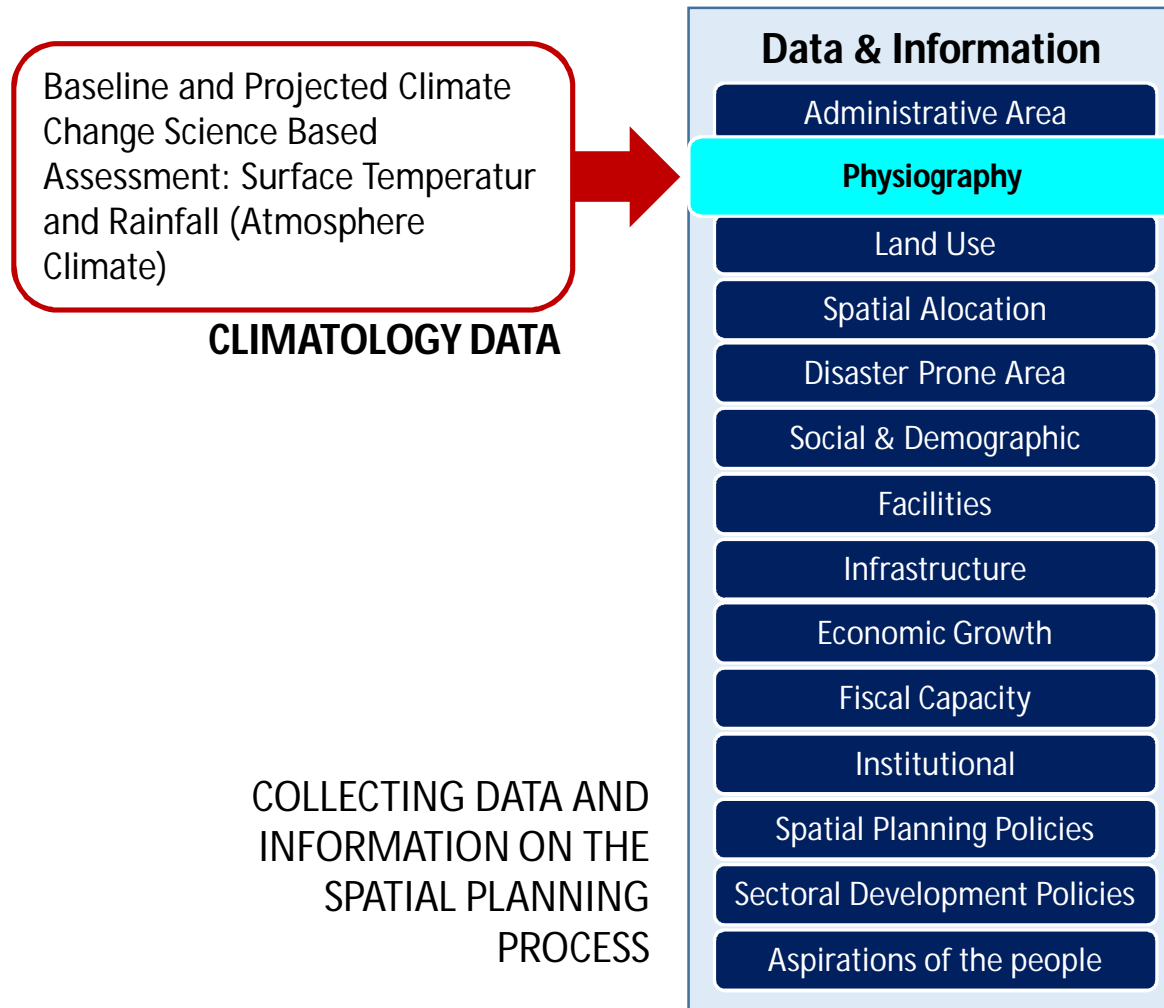 Baseline and Projected Climate
Change Science Based
Assessment: Surface Temperatur
and Rainfall (Atmosphere
Climate)
CLIMATOLOGY DATA
COLLECTING DATA AND
INFORMATION ON THE
SPATIAL PLANNING
PROCESS
Data & Information
Administrative Area
Physiography
Land Use
Spatial Alocation
Disaster Prone Area
Social & Demographic
Facilities
Infrastructure
Economic Growth
Fiscal Capacity
Institutional
Spatial Planning Policies
Sectoral Development Policies
Aspirations of the people